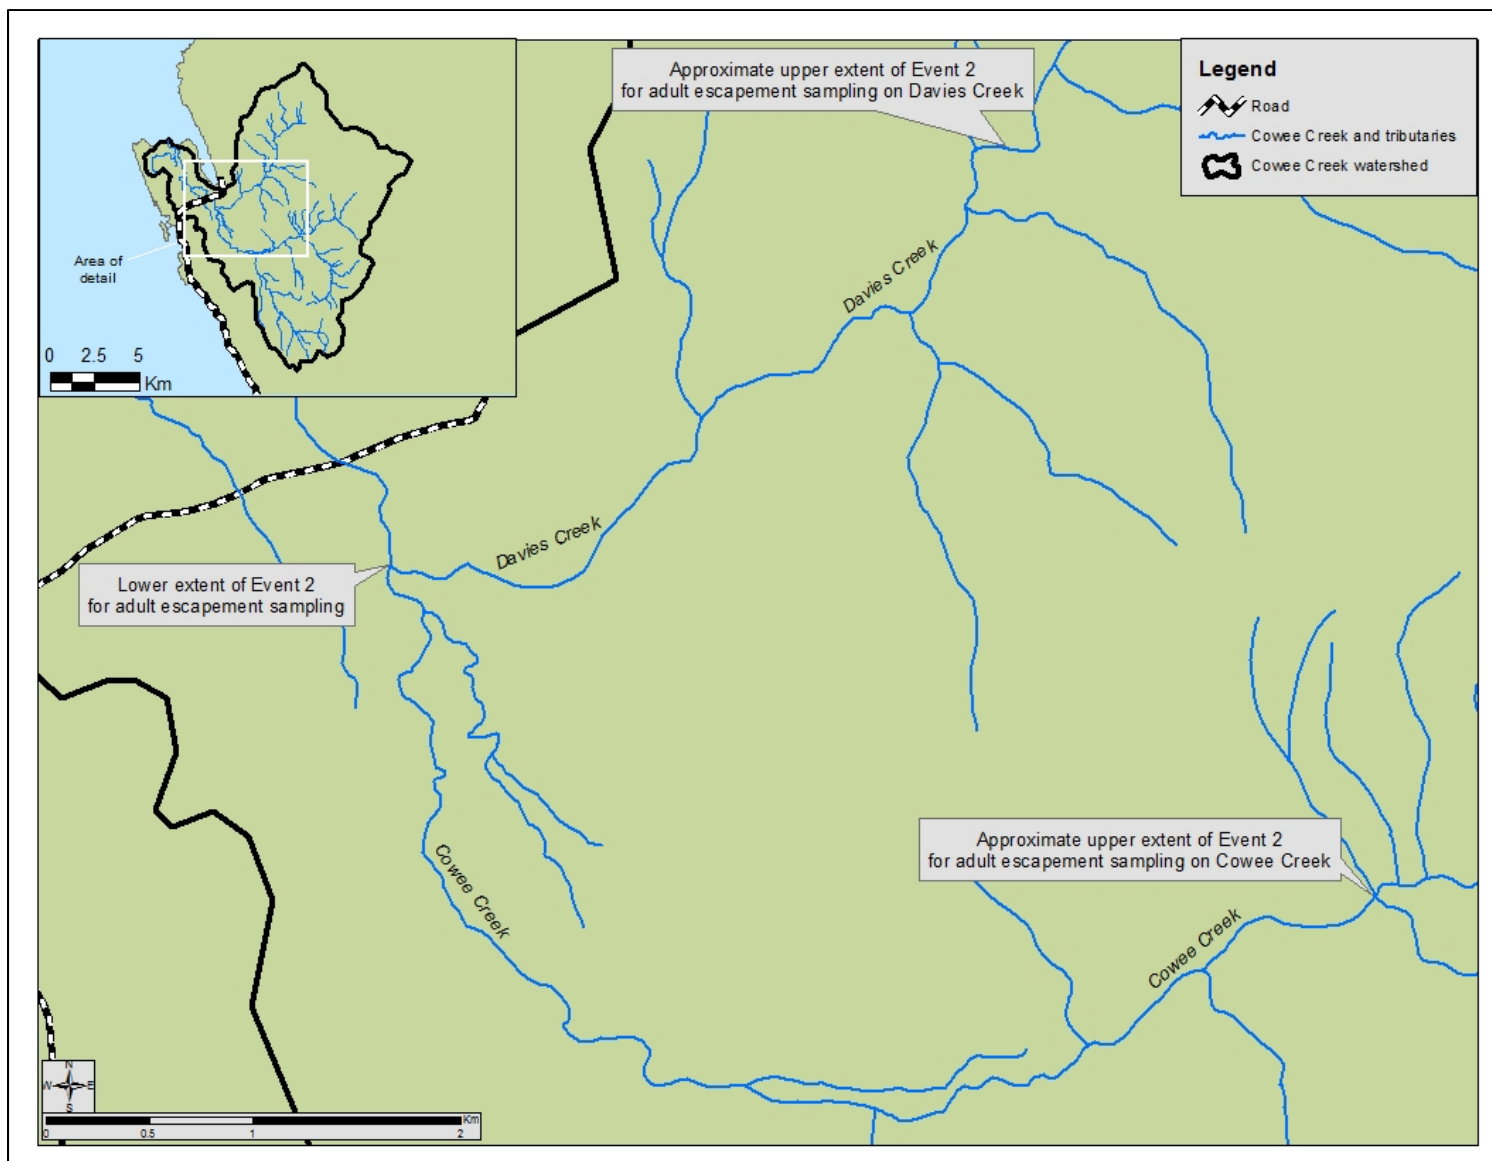 Approximate upper extent of Event 2
for adult escapement sampling on Davies Creek
Legend
Road
Cowee Creek and tributaries
Cowee Creek watershed
Area of
detail
0 2.5 5
Km
Davies Creek
Davies Creek
Lower extent of Event 2
for adult escapement sampling
Approximate upper extent of Event 2
for adult escapement sampling on Cowee Creek
Cowee Creek
Cowee Creek
N
W E
S
Km
0 0.5 1 2